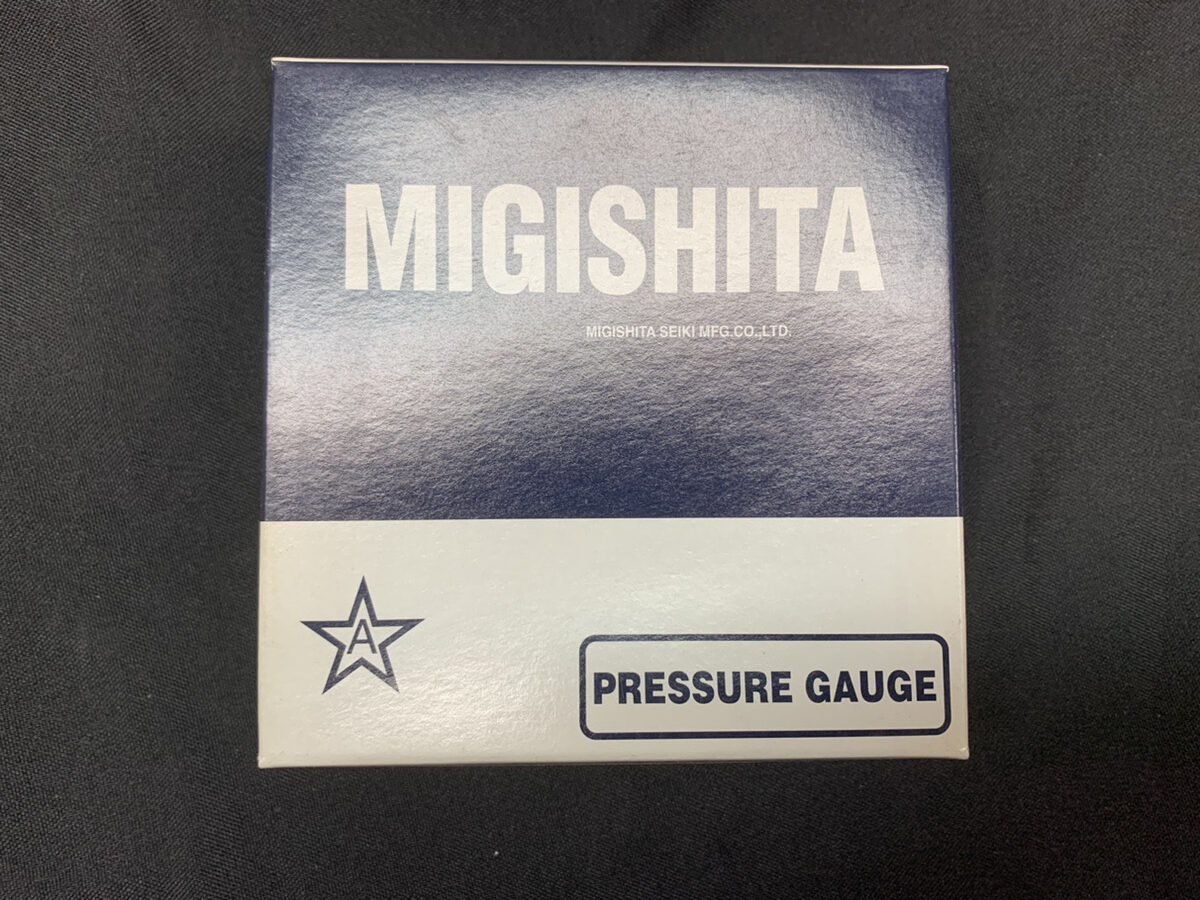 MIGISHITA
MIGISHITA SEIKI MFG.CO.,LTD.
A
PRESSURE GAUGE